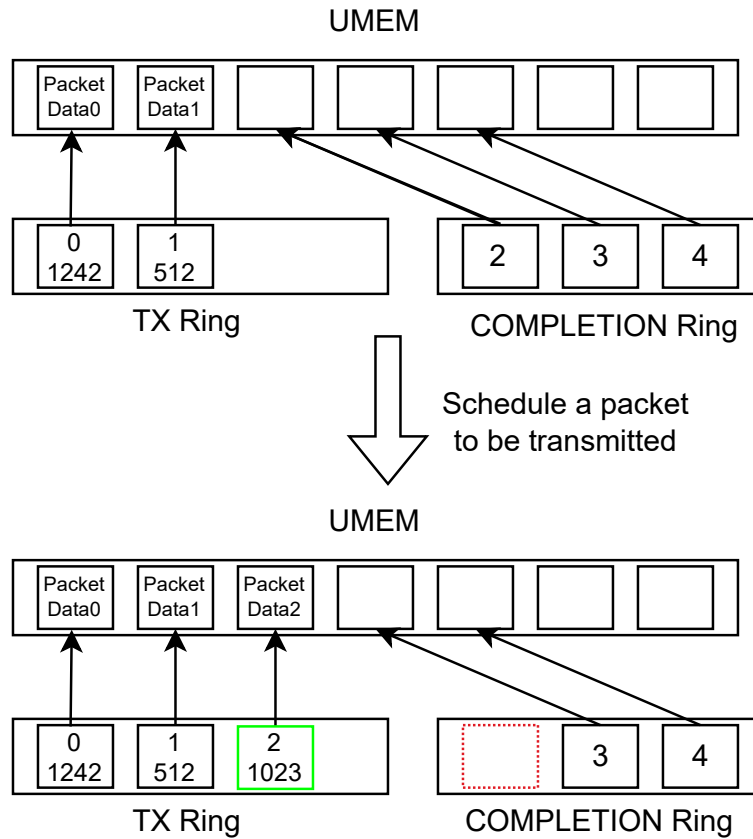 UMEM
Packet
Data0
Packet
Data1
0
1242
1
512
2
3
4
TX Ring
COMPLETION Ring
Schedule a packet
to be transmitted
UMEM
Packet
Data0
Packet
Data1
Packet
Data2
0
1242
1
512
2
1023
3
4
TX Ring
COMPLETION Ring